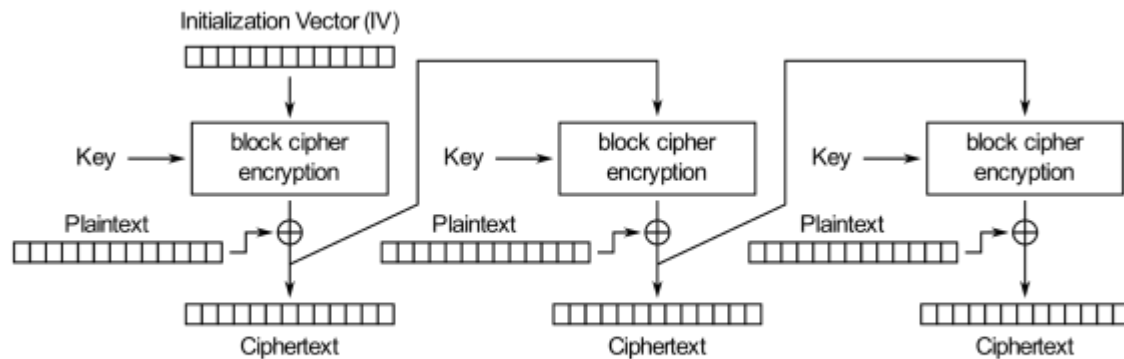 Initialization Vector (IV)
Key
block cipher
encryption
Key
block cipher
encryption
Key
block cipher
encryption
Plaintext
Plaintext
Plaintext
Ciphertext
Ciphertext
Ciphertext